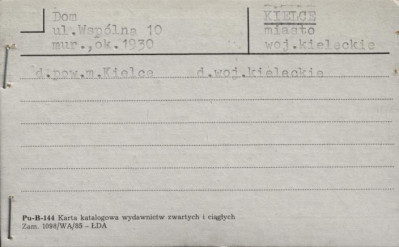 Dom
ul.Wspólna 10
mur.,ok.1930
KIELCE
miasto
woj.kieleckie
d.pow.m.Kielce d.woj.kieleckie
Pu-B-144 Karta katalogowa wydawnictw zwartych i ciągłych
Zam. 1098/WA/85 - ŁDA